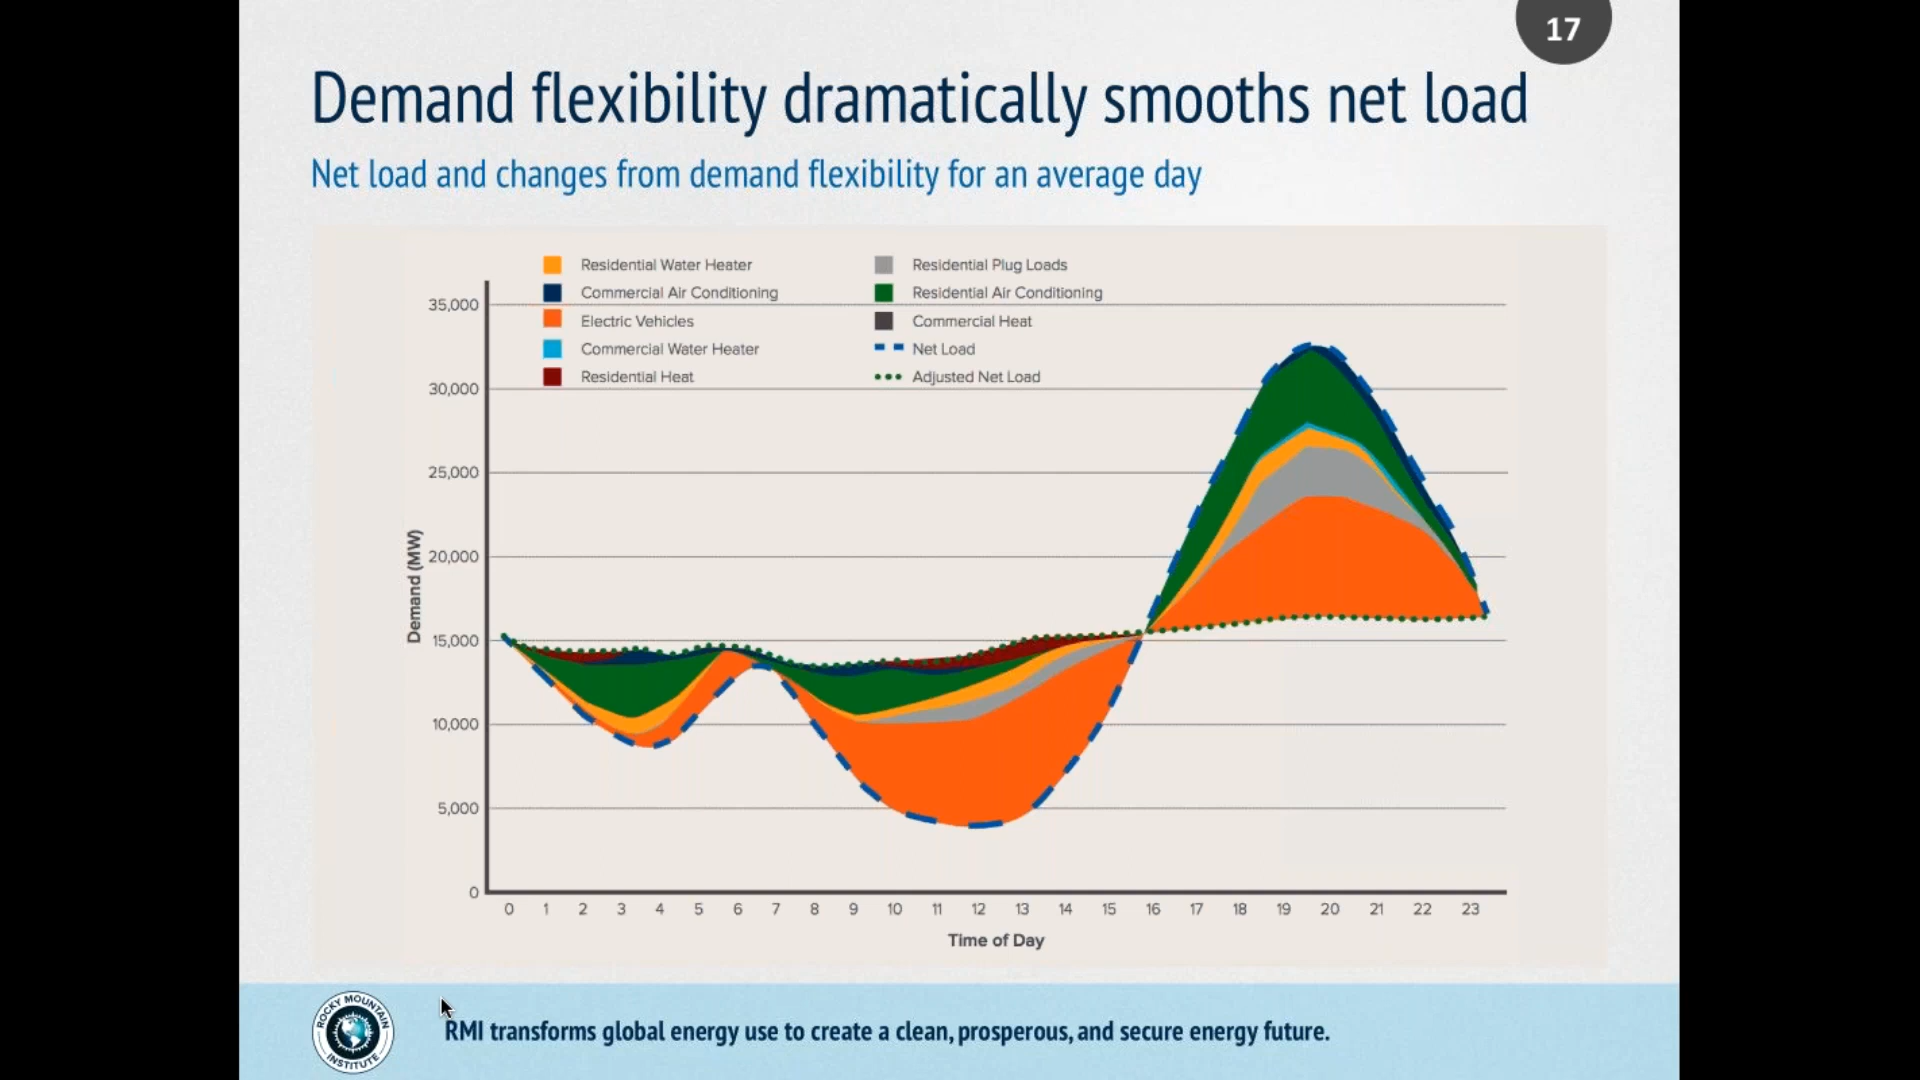 17
Demand flexibility dramatically smooths net load
Net load and changes from demand flexibility for an average day
Residential Water Heater
Commercial Air Conditioning
Electric Vehicles
Commercial Water Heater
Residential Heat
Residential Plug Loads
Residential Air Conditioning
Commercial Heat
Net Load
Adjusted Net Load
Demand (MW)
35,000
30,000
25,000
20,000
15,000
10,000
5,000
0
0 1 2 3 4 5 6 7 8 9 10 11 12 13 14 15 16 17 18 19 20 21 22 23
Time of Day
ROCKY MOUNTAIN
INSTITUTE
RMI transforms global energy use to create a clean, prosperous, and secure energy future.